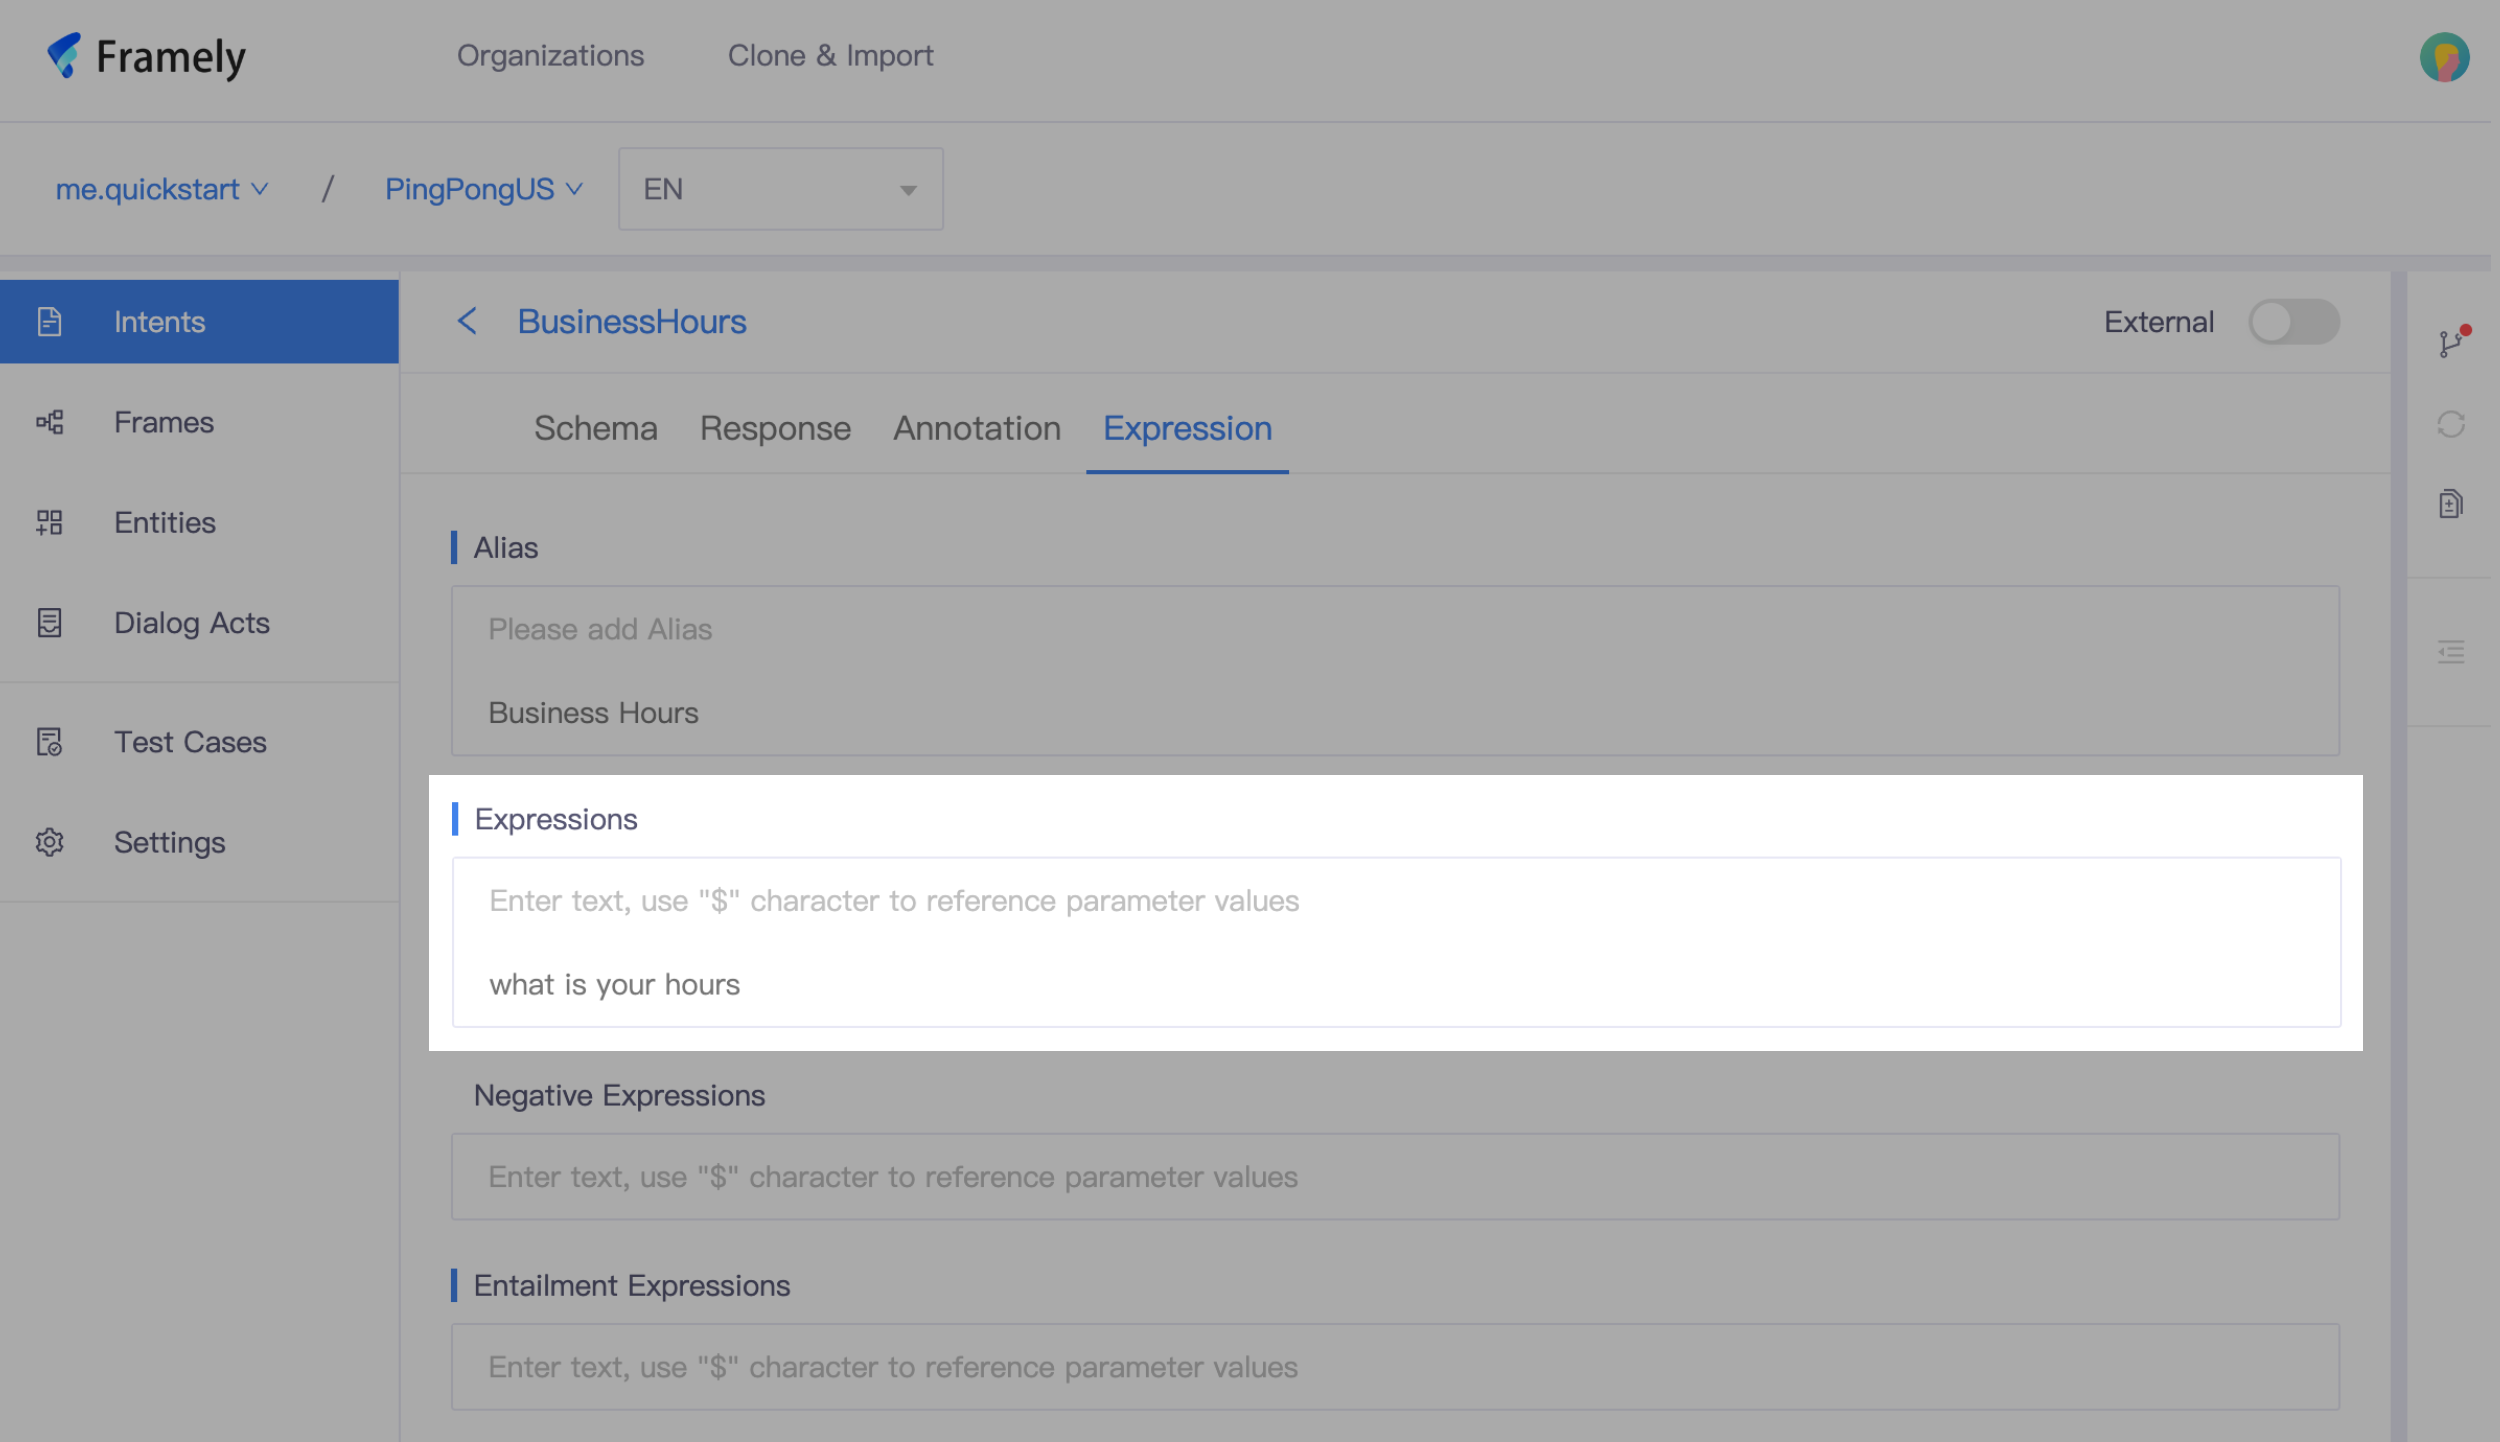 Framely
Organizations
Clone & Import
me.quickstart
/
PingPongUS
EN
Intents
Frames
Entities
Dialog Acts
Test Cases
Settings
BusinessHours
External
Schema
Response
Annotation
Expression
Alias
Please add Alias
Business Hours
Expressions
Enter text, use "$" character to reference parameter values
what is your hours
Negative Expressions
Enter text, use "$" character to reference parameter values
Entailment Expressions
Enter text, use "$" character to reference parameter values